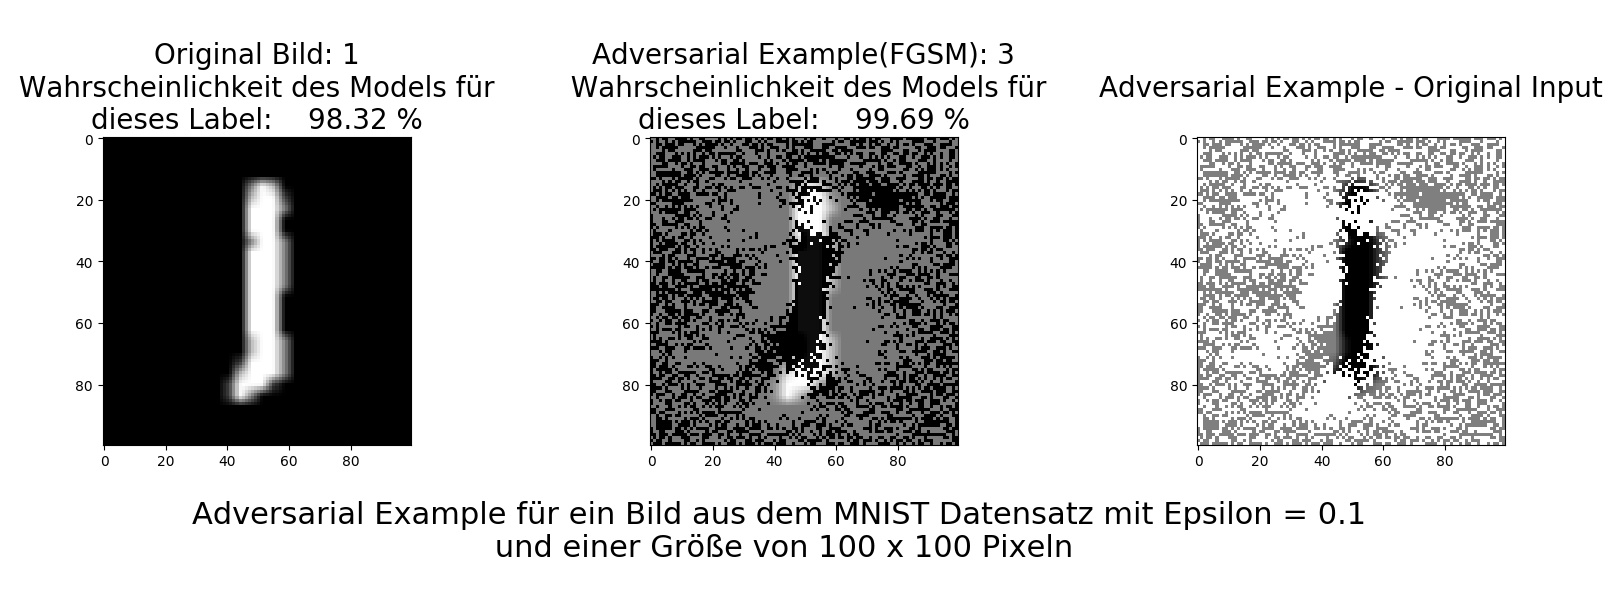 Original Bild: 1
Wahrscheinlichkeit des Models für
dieses Label: 98.32 %
Adversarial Example(FGSM): 3
Wahrscheinlichkeit des Models für
dieses Label: 99.69 %
Adversarial Example - Original Input
0
20
40
60
80
0 20 40 60 80
0
20
40
60
80
0 20 40 60 80
0
20
40
60
80
0 20 40 60 80
Adversarial Example für ein Bild aus dem MNIST Datensatz mit Epsilon = 0.1
und einer Größe von 100 x 100 Pixeln